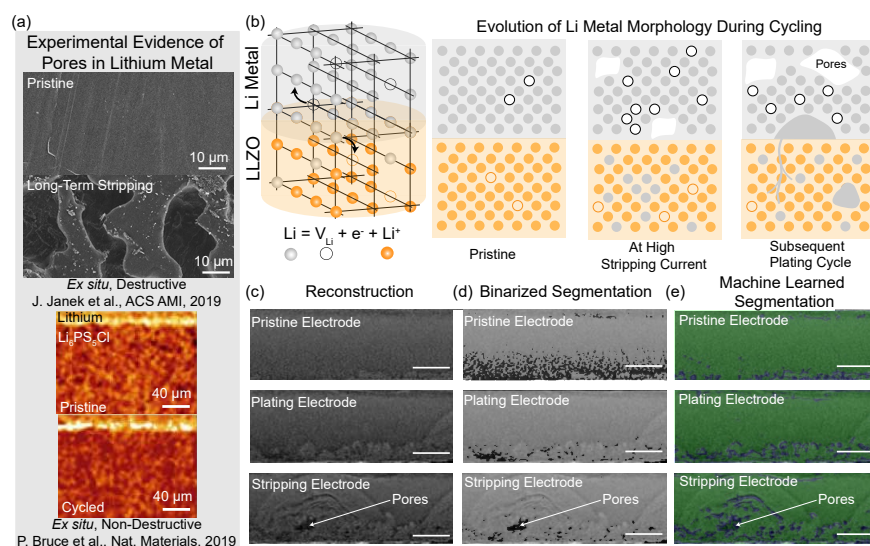 (a)
Experimental Evidence of
Pores in Lithium Metal
Pristine
10 µm
Long-Term Stripping
10 µm
Ex situ, Destructive
J. Janek et al., ACS AMI, 2019
Lithium
Li6PS5Cl
40 µm
Pristine
40 µm
Cycled
Ex situ, Non-Destructive
P. Bruce et al., Nat. Materials, 2019
(b)
Evolution of Li Metal Morphology During Cycling
Li Metal
LLZO
Li = VLi + e- + Li+
Pores
Pristine
At High
Stripping Current
Subsequent
Plating Cycle
(c)
Reconstruction
Pristine Electrode
Plating Electrode
Stripping Electrode
Pores
(d)
Binarized Segmentation
Pristine Electrode
Plating Electrode
Stripping Electrode
Pores
(e)
Machine Learned
Segmentation
Pristine Electrode
Plating Electrode
Stripping Electrode
Pores